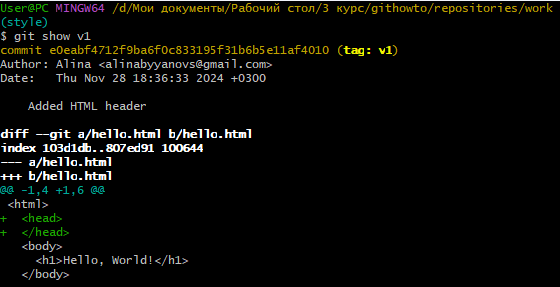 User@PC MINGW64 /d/Мои документы/Рабочий стол/3 курс/githowto/repositories/work
(style)
$ git show v1
commit e0eabf4712f9ba6f0c833195f31b6b5e11af4010 (tag: v1)
Author: Alina <alinabyyanovs@gmail.com>
Date:   Thu Nov 28 18:36:33 2024 +0300

    Added HTML header

diff --git a/hello.html b/hello.html
index 103d1db..807ed91 100644
--- a/hello.html
+++ b/hello.html
@@ -1,4 +1,6 @@
 <html>
+  <head>
+  </head>
   <body>
     <h1>Hello, World!</h1>
   </body>